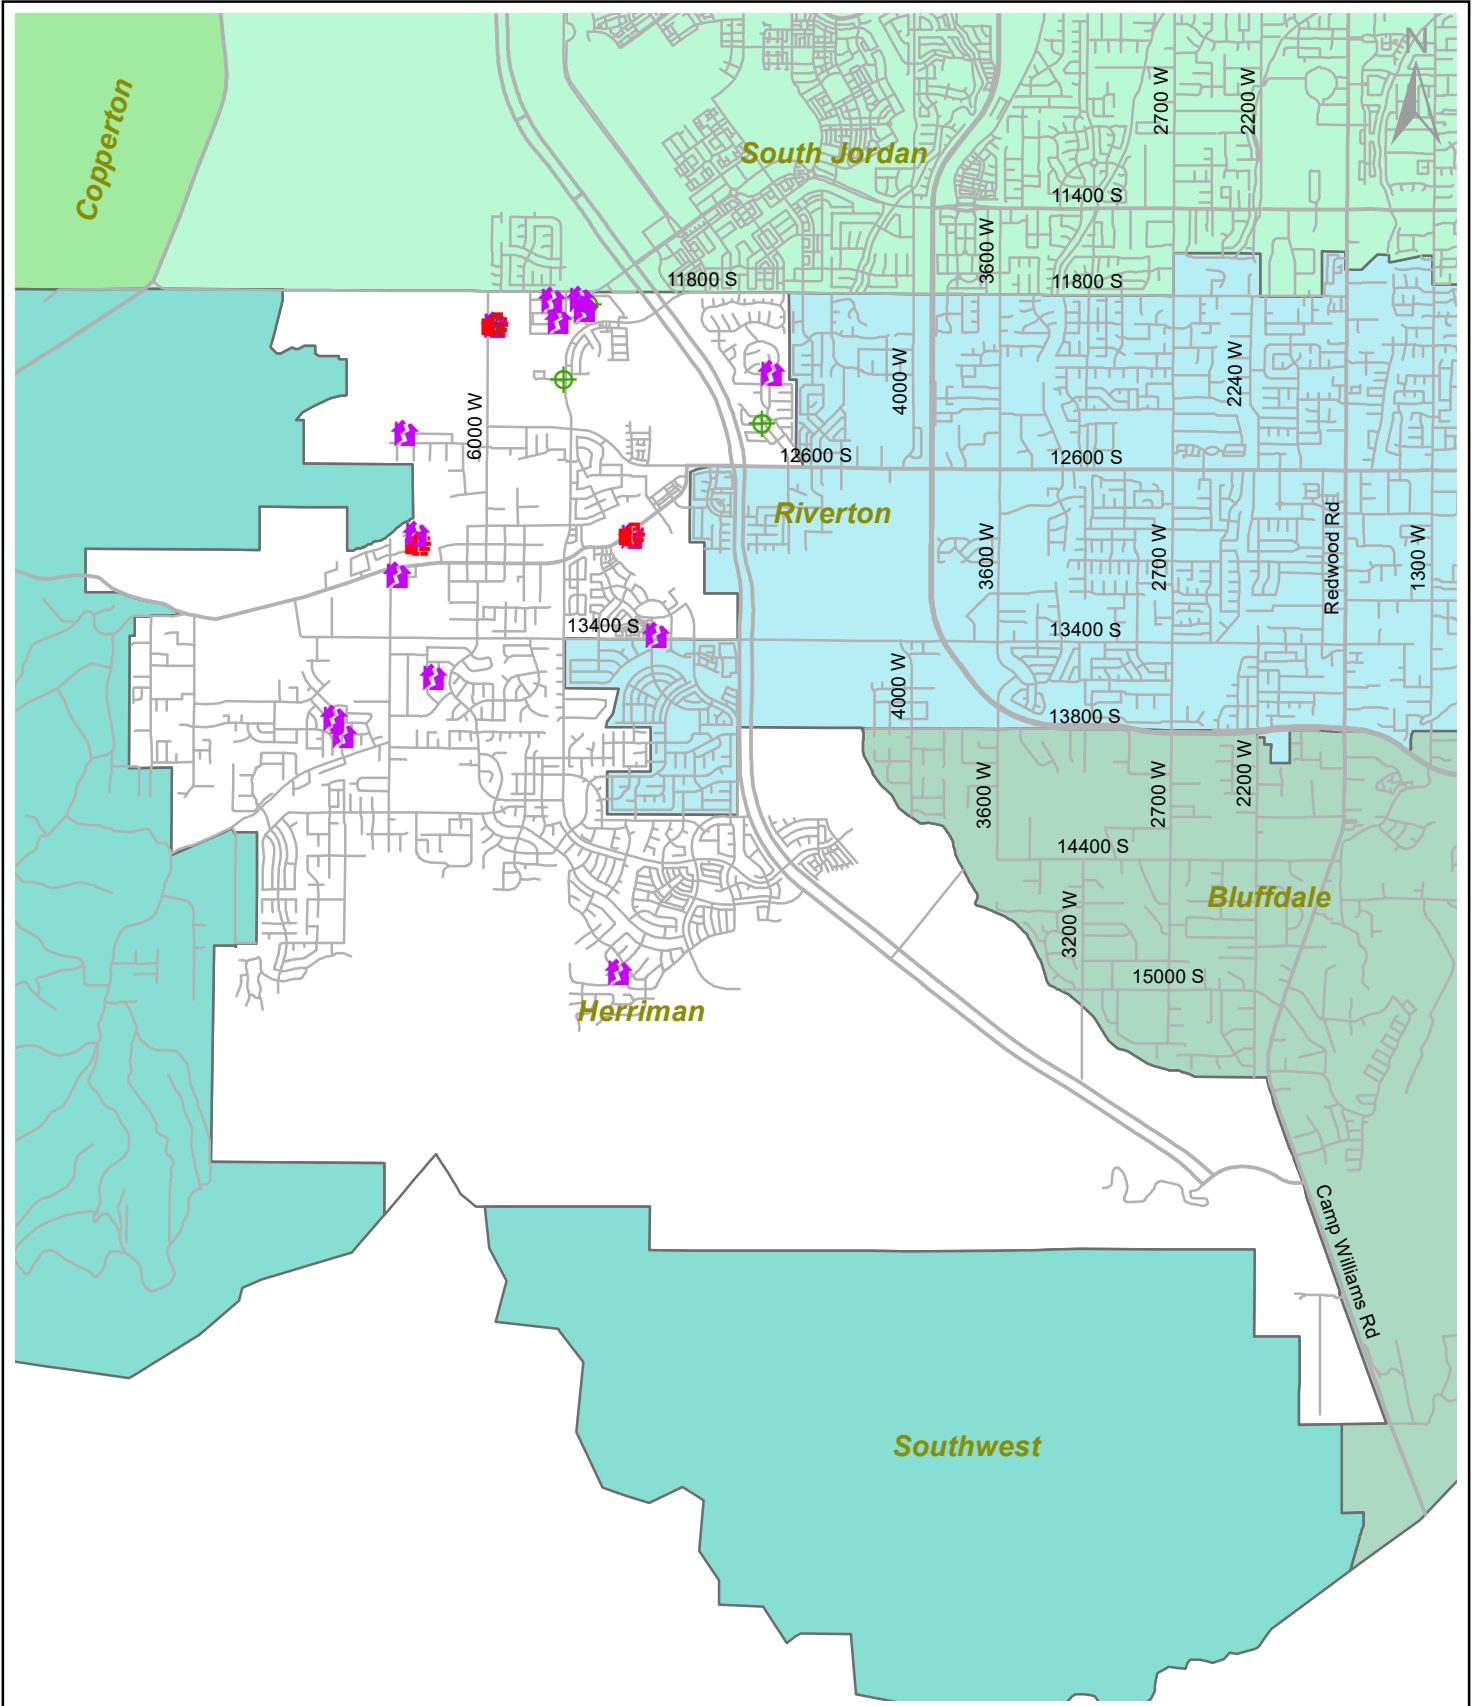 N
Copperton
2700 W
2200 W
South Jordan
11400 S
3600 W
11800 S
11800 S
4000 W
2240 W
6000 W
12600 S
12600 S
Riverton
3600 W
2700 W
Redwood Rd
1300 W
13400 S
13400 S
4000 W
13800 S
3600 W
2700 W
2200 W
14400 S
Bluffdale
3200 W
15000 S
Herriman
Camp Williams Rd
Southwest